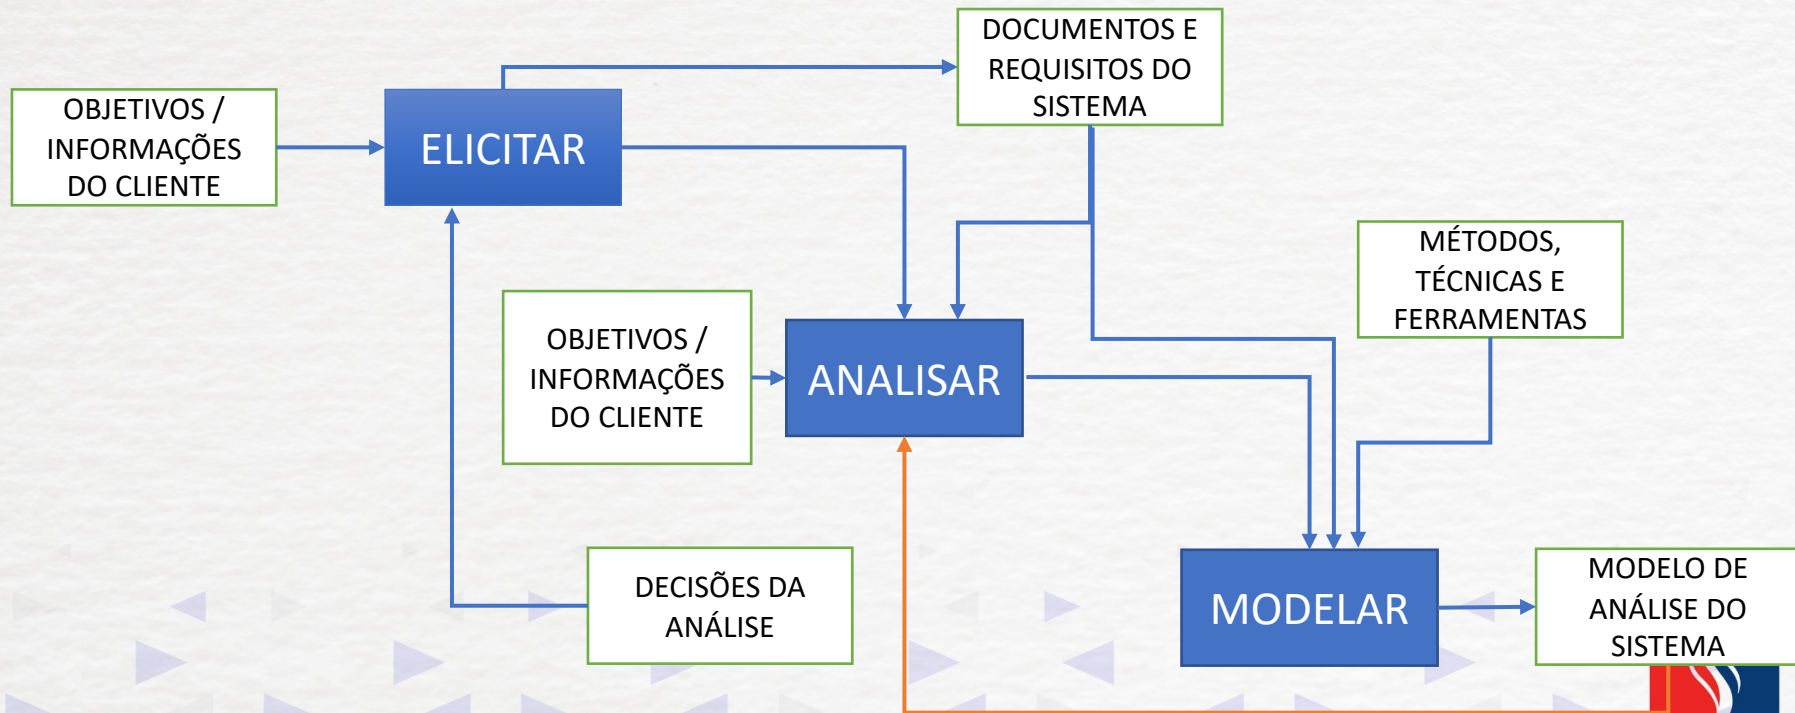 DOCUMENTOS E
REQUISITOS DO
SISTEMA
OBJETIVOS /
INFORMAÇÕES
DO CLIENTE
ELICITAR
MÉTODOS,
TÉCNICAS E
FERRAMENTAS
OBJETIVOS /
INFORMAÇÕES
DO CLIENTE
ANALISAR
DECISÕES DA
ANÁLISE
MODELAR
MODELO DE
ANÁLISE DO
SISTEMA